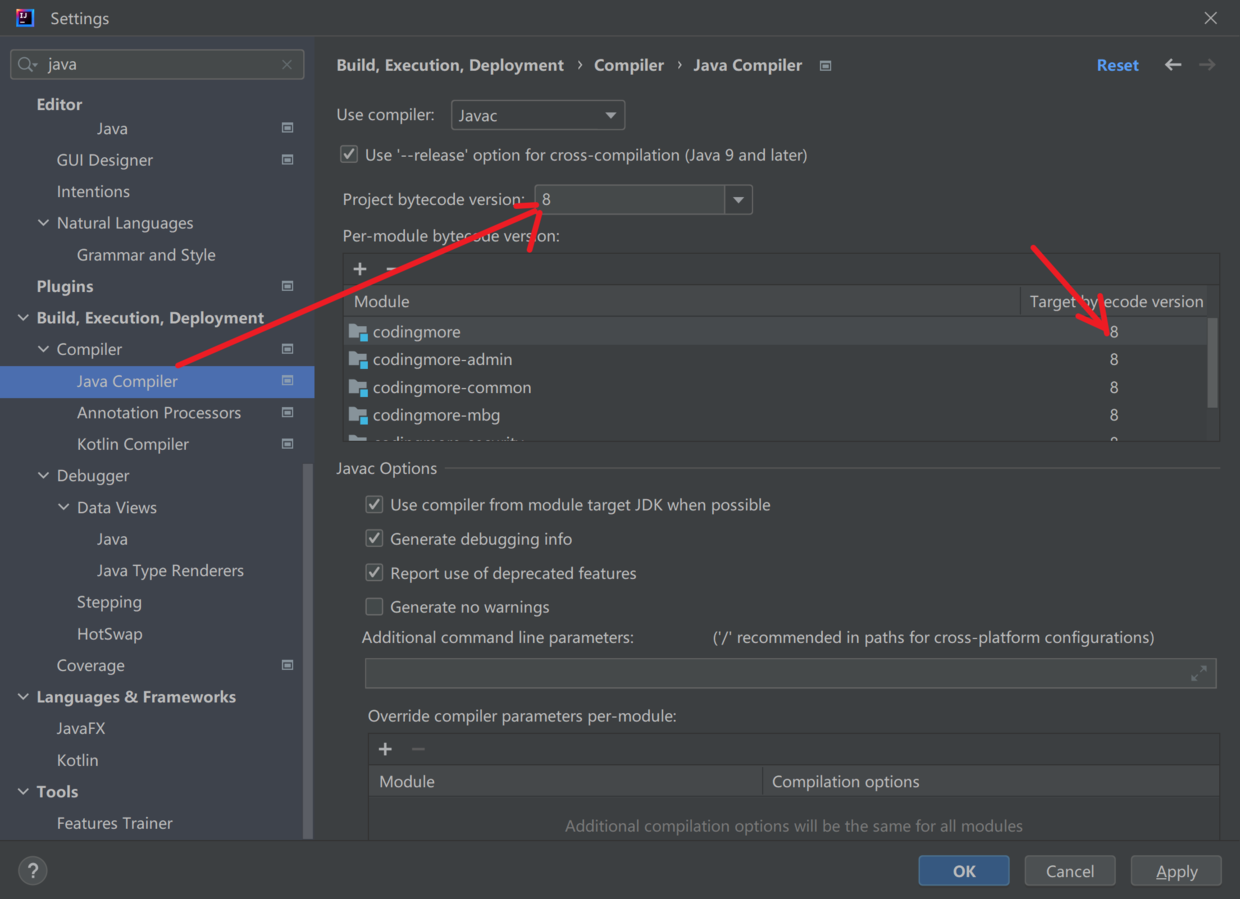 Settings
java
Editor
Java
GUI Designer
Intentions
Natural Languages
Grammar and Style
Plugins
Build, Execution, Deployment
Compiler
Java Compiler
Annotation Processors
Kotlin Compiler
Debugger
Data Views
Java
Java Type Renderers
Stepping
HotSwap
Coverage
Languages & Frameworks
JavaFX
Kotlin
Tools
Features Trainer
Build, Execution, Deployment › Compiler › Java Compiler
Reset
Use compiler: Javac
Use '--release' option for cross-compilation (Java 9 and later)
Project bytecode version: 8
Per-module bytecode version:
Module Target bytecode version
codingmore 8
codingmore-admin 8
codingmore-common 8
codingmore-mbg 8
codingmore-security 8
Javac Options
Use compiler from module target JDK when possible
Generate debugging info
Report use of deprecated features
Generate no warnings
Additional command line parameters: ('/' recommended in paths for cross-platform configurations)
Override compiler parameters per-module:
Module Compilation options
Additional compilation options will be the same for all modules
?
OK Cancel Apply